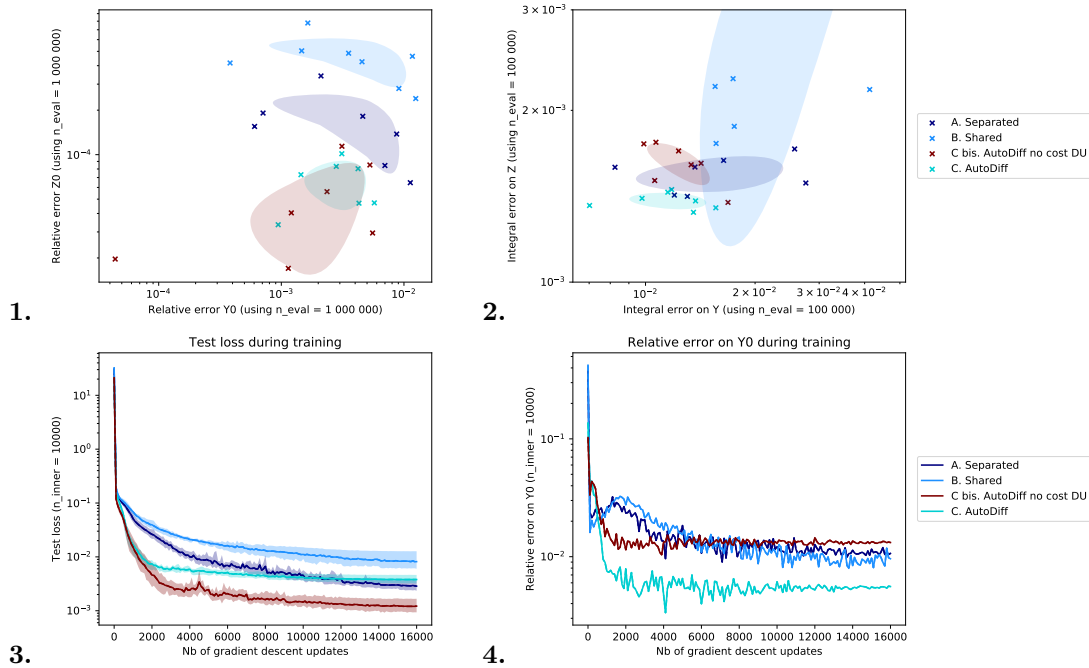 10⁻⁴
Relative error Z0 (using n_eval = 1 000 000)
10⁻⁴ 10⁻³ 10⁻²
Relative error Y0 (using n_eval = 1 000 000)
1.
3 × 10⁻³
2 × 10⁻³
10⁻³
Integral error on Z (using n_eval = 100 000)
10⁻² 2 × 10⁻² 3 × 10⁻² 4 × 10⁻²
Integral error on Y (using n_eval = 100 000)
2.
A. Separated
B. Shared
C bis. AutoDiff no cost DU
C. AutoDiff
Test loss during training
10¹
10⁰
10⁻¹
10⁻²
10⁻³
Test loss (n_inner = 10000)
0 2000 4000 6000 8000 10000 12000 14000 16000
Nb of gradient descent updates
3.
Relative error on Y0 during training
10⁻¹
10⁻²
Relative error on Y0 (n_inner = 10000)
0 2000 4000 6000 8000 10000 12000 14000 16000
Nb of gradient descent updates
4.
A. Separated
B. Shared
C bis. AutoDiff no cost DU
C. AutoDiff